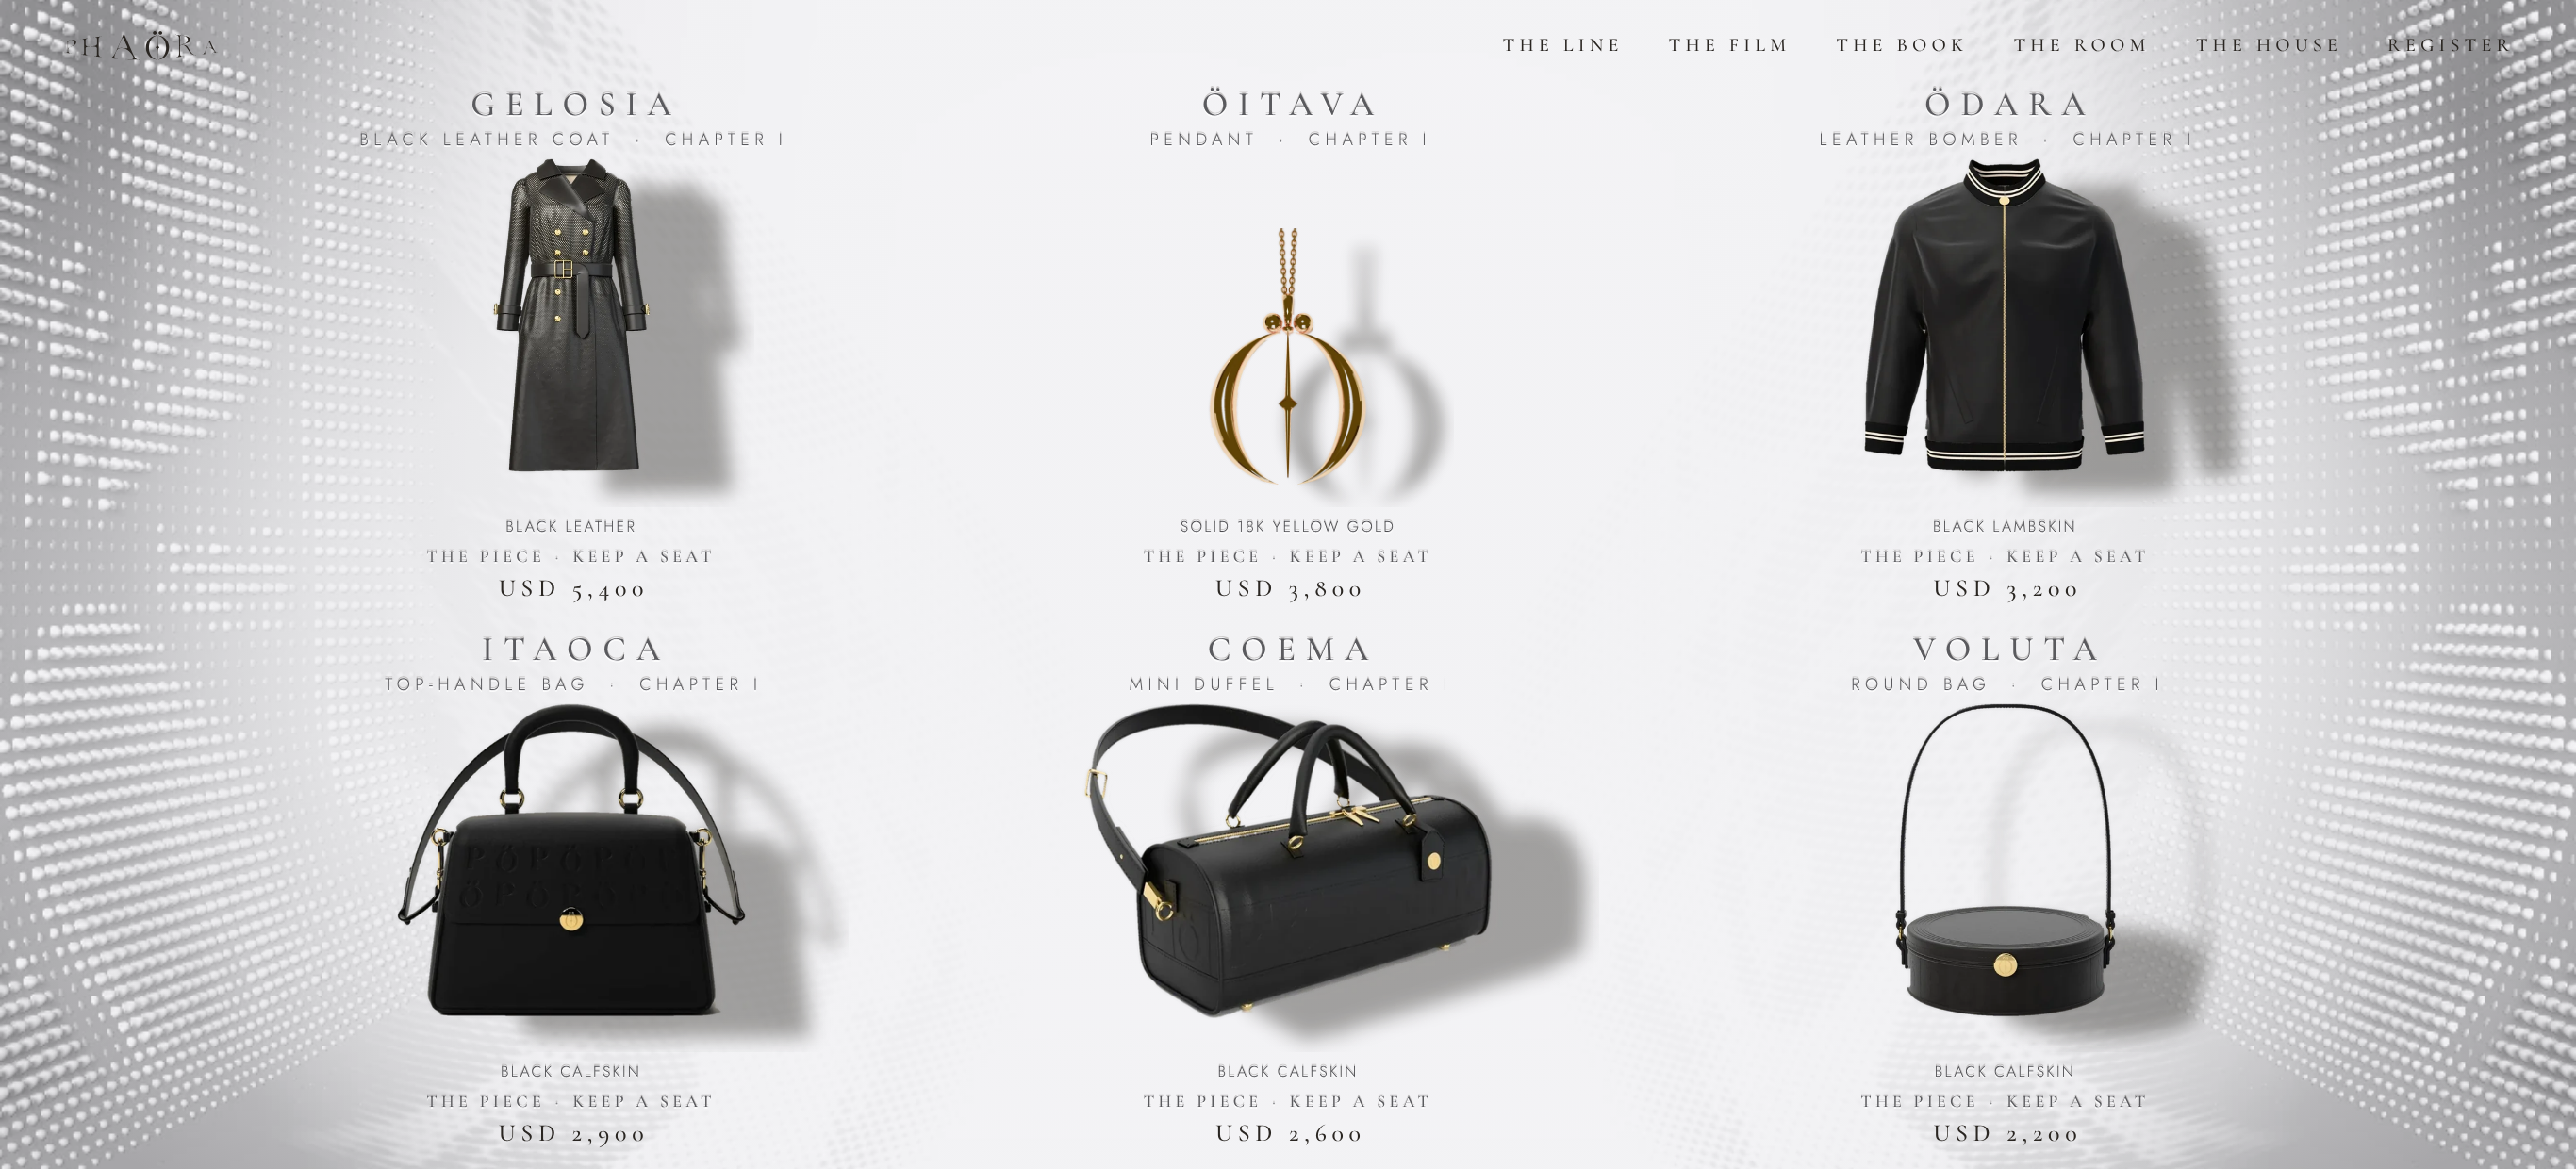 PHAÖRA
THE LINE THE FILM THE BOOK THE ROOM THE HOUSE REGISTER
GELOSIA
BLACK LEATHER COAT · CHAPTER I
BLACK LEATHER
THE PIECE · KEEP A SEAT
USD 5,400
ÖITAVA
PENDANT · CHAPTER I
SOLID 18K YELLOW GOLD
THE PIECE · KEEP A SEAT
USD 3,800
ÖDARA
LEATHER BOMBER · CHAPTER I
BLACK LAMBSKIN
THE PIECE · KEEP A SEAT
USD 3,200
ITAOCA
TOP-HANDLE BAG · CHAPTER I
PÖPÖPÖ
ÖPÖPÖPÖ
BLACK CALFSKIN
THE PIECE · KEEP A SEAT
USD 2,900
COEMA
MINI DUFFEL · CHAPTER I
BLACK CALFSKIN
THE PIECE · KEEP A SEAT
USD 2,600
VOLUTA
ROUND BAG · CHAPTER I
BLACK CALFSKIN
THE PIECE · KEEP A SEAT
USD 2,200